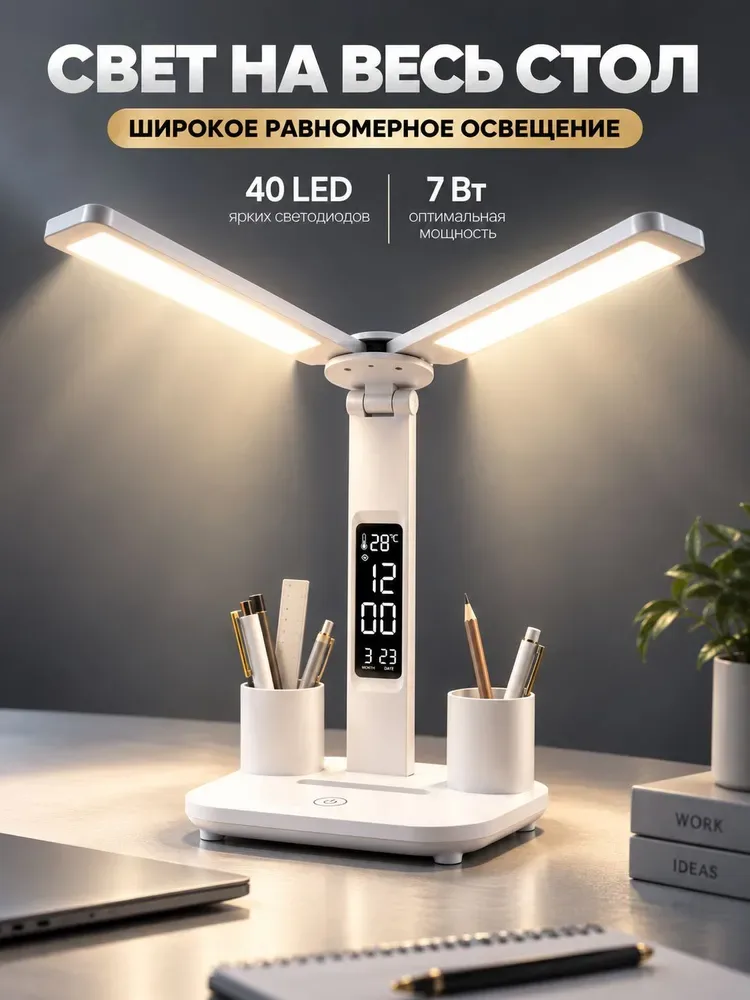 СВЕТ НА ВЕСЬ СТОЛ
ШИРОКОЕ РАВНОМЕРНОЕ ОСВЕЩЕНИЕ
40 LED
ярких светодиодов
7 Вт
оптимальная
мощность
28°C
12
00
3 23
MONTH DATE
WORK
IDEAS